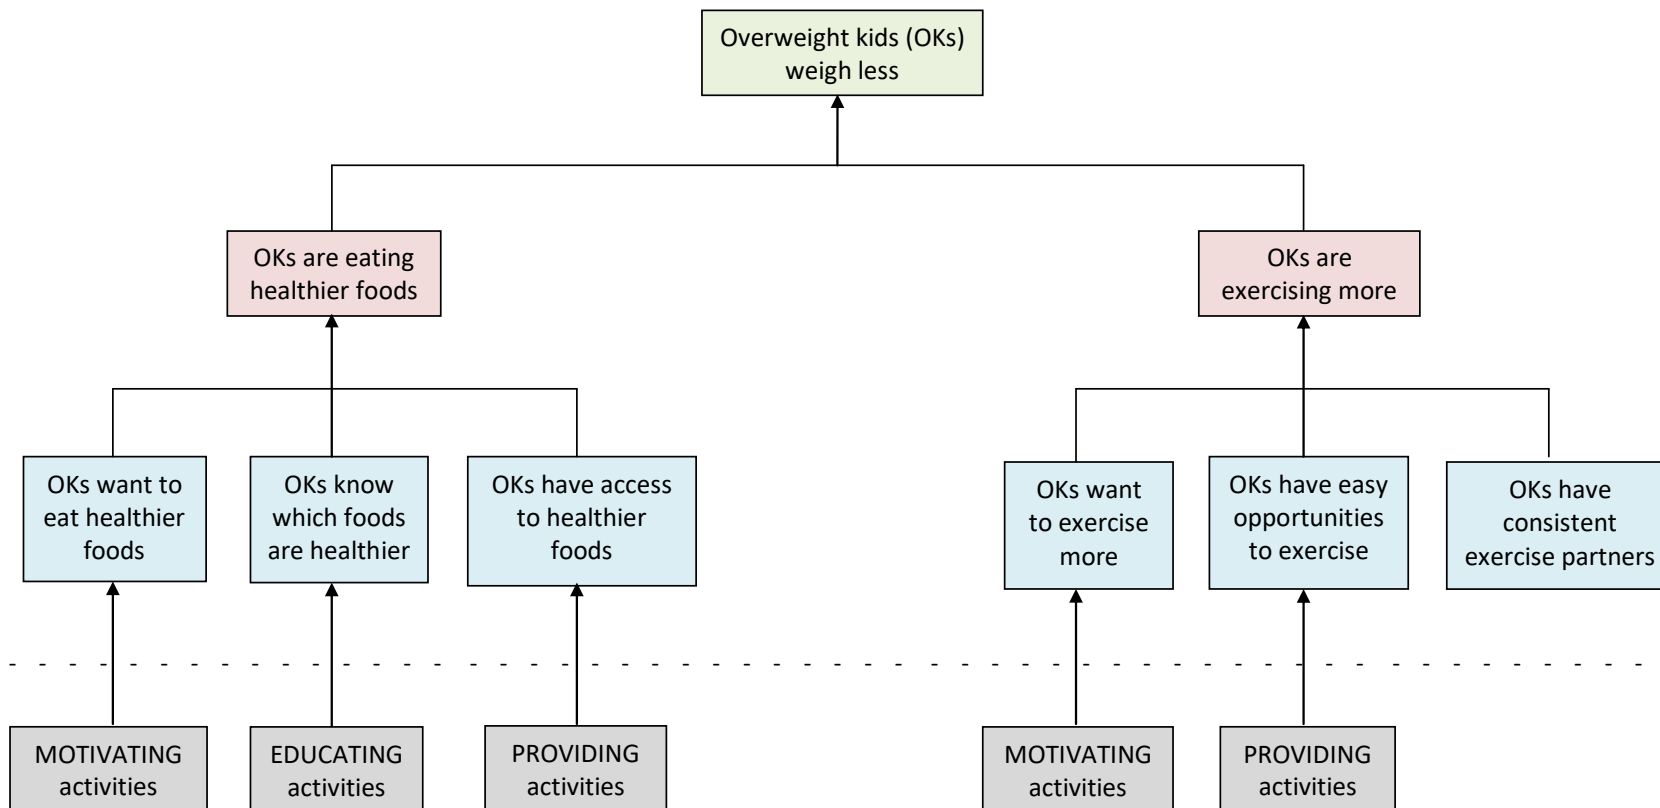 Overweight kids (OKs)
weigh less
OKs are eating
healthier foods
OKs are
exercising more
OKs want to
eat healthier
foods
OKs know
which foods
are healthier
OKs have access
to healthier
foods
OKs want
to exercise
more
OKs have easy
opportunities
to exercise
OKs have
consistent
exercise partners
MOTIVATING
activities
EDUCATING
activities
PROVIDING
activities
MOTIVATING
activities
PROVIDING
activities